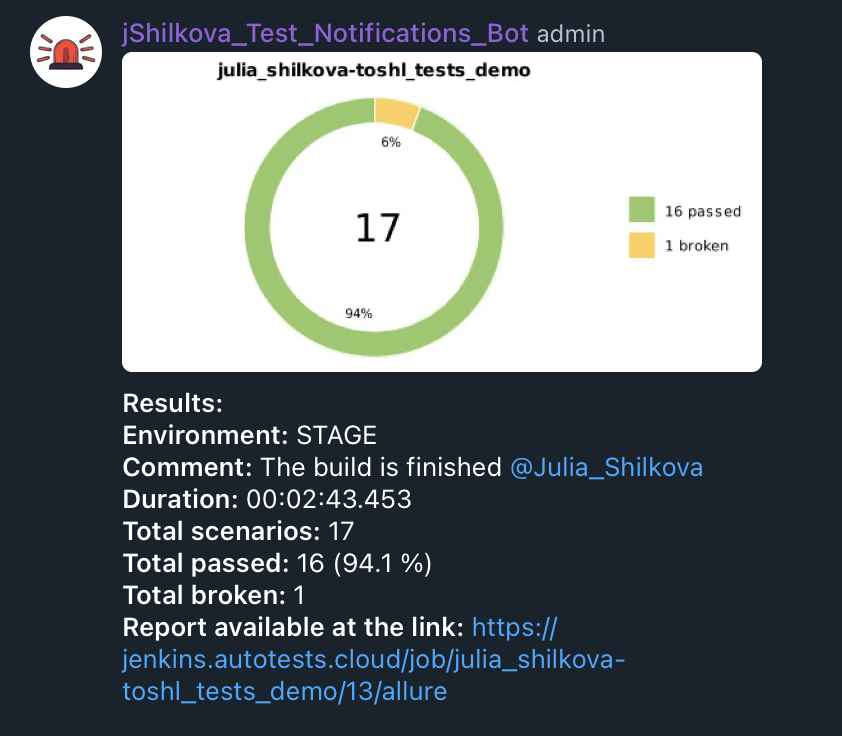 jShilkova_Test_Notifications_Bot admin
julia_shilkova-toshl_tests_demo
6%
17
94%
16 passed
1 broken
Results:
Environment: STAGE
Comment: The build is finished @Julia_Shilkova
Duration: 00:02:43.453
Total scenarios: 17
Total passed: 16 (94.1 %)
Total broken: 1
Report available at the link: https://
jenkins.autotests.cloud/job/julia_shilkova-
toshl_tests_demo/13/allure